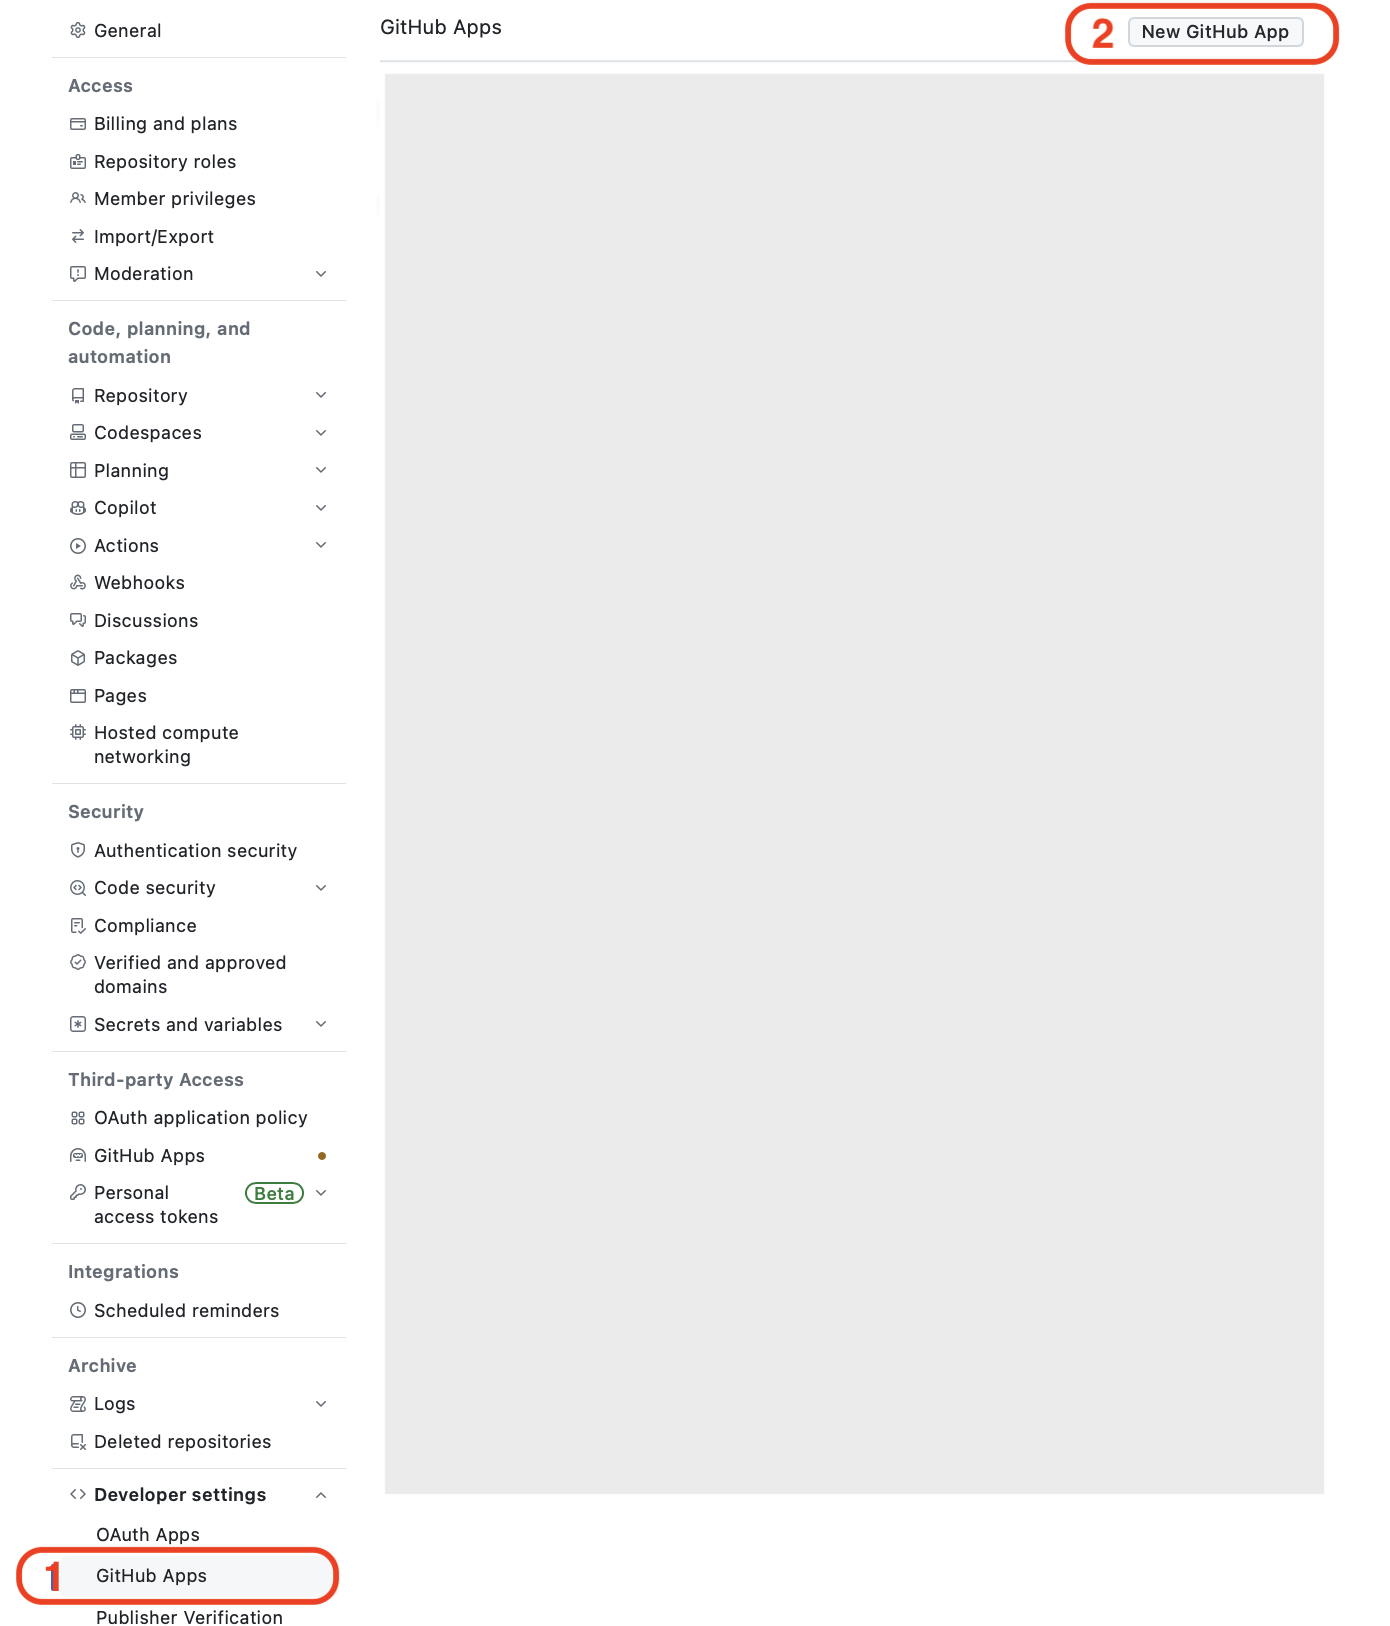 General
Access
Billing and plans
Repository roles
Member privileges
Import/Export
Moderation
Code, planning, and
automation
Repository
Codespaces
Planning
Copilot
Actions
Webhooks
Discussions
Packages
Pages
Hosted compute
networking
Security
Authentication security
Code security
Compliance
Verified and approved
domains
Secrets and variables
Third-party Access
OAuth application policy
GitHub Apps
Personal Beta
access tokens
Integrations
Scheduled reminders
Archive
Logs
Deleted repositories
Developer settings
OAuth Apps
1 GitHub Apps
Publisher Verification
GitHub Apps
2 New GitHub App